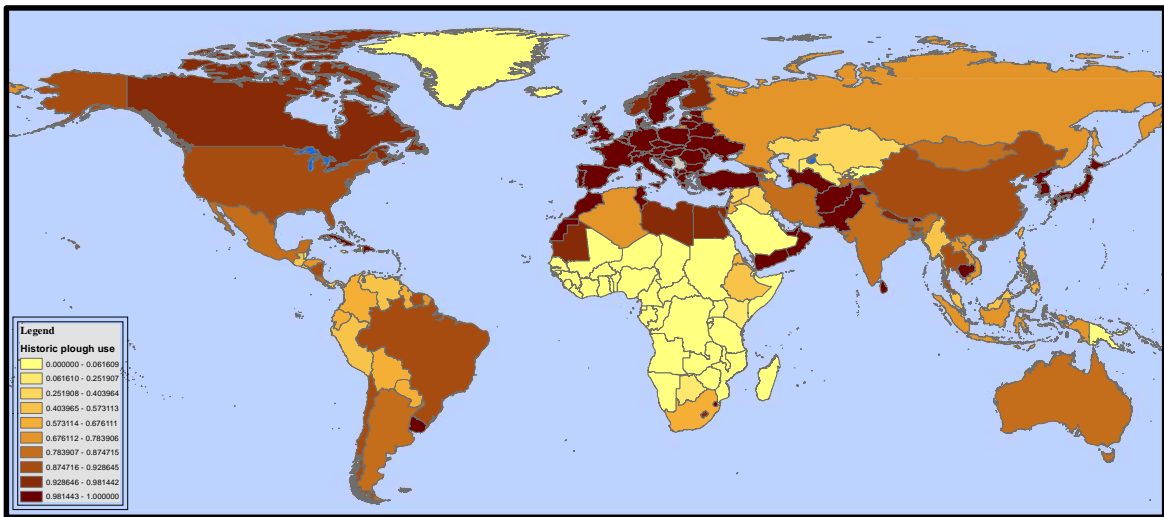 Legend
Historic plough use
0.000000 - 0.061609
0.061610 - 0.251907
0.251908 - 0.403964
0.403965 - 0.573113
0.573114 - 0.676111
0.676112 - 0.783906
0.783907 - 0.874715
0.874716 - 0.928645
0.928646 - 0.981442
0.981443 - 1.000000